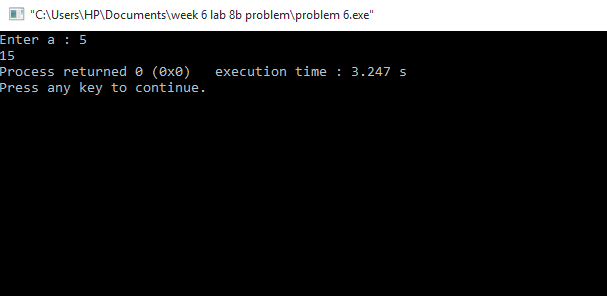 "C:\Users\HP\Documents\week 6 lab 8b problem\problem 6.exe"
Enter a : 5
15
Process returned 0 (0x0)   execution time : 3.247 s
Press any key to continue.